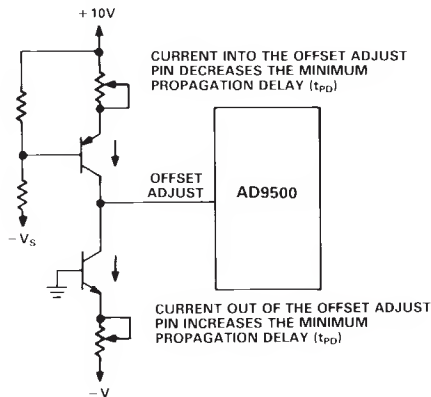 + 10V
CURRENT INTO THE OFFSET ADJUST
PIN DECREASES THE MINIMUM
PROPAGATION DELAY (tPD)
OFFSET
ADJUST
AD9500
– VS
CURRENT OUT OF THE OFFSET ADJUST
PIN INCREASES THE MINIMUM
PROPAGATION DELAY (tPD)
–V